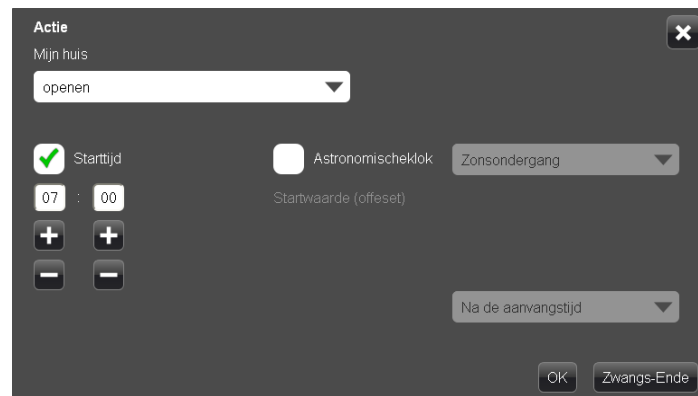 Actie
Mijn huis
openen
Starttijd
Astronomischeklok
Zonsondergang
07 : 00
Startwaarde (offeset)
Na de aanvangstijd
OK
Zwangs-Ende